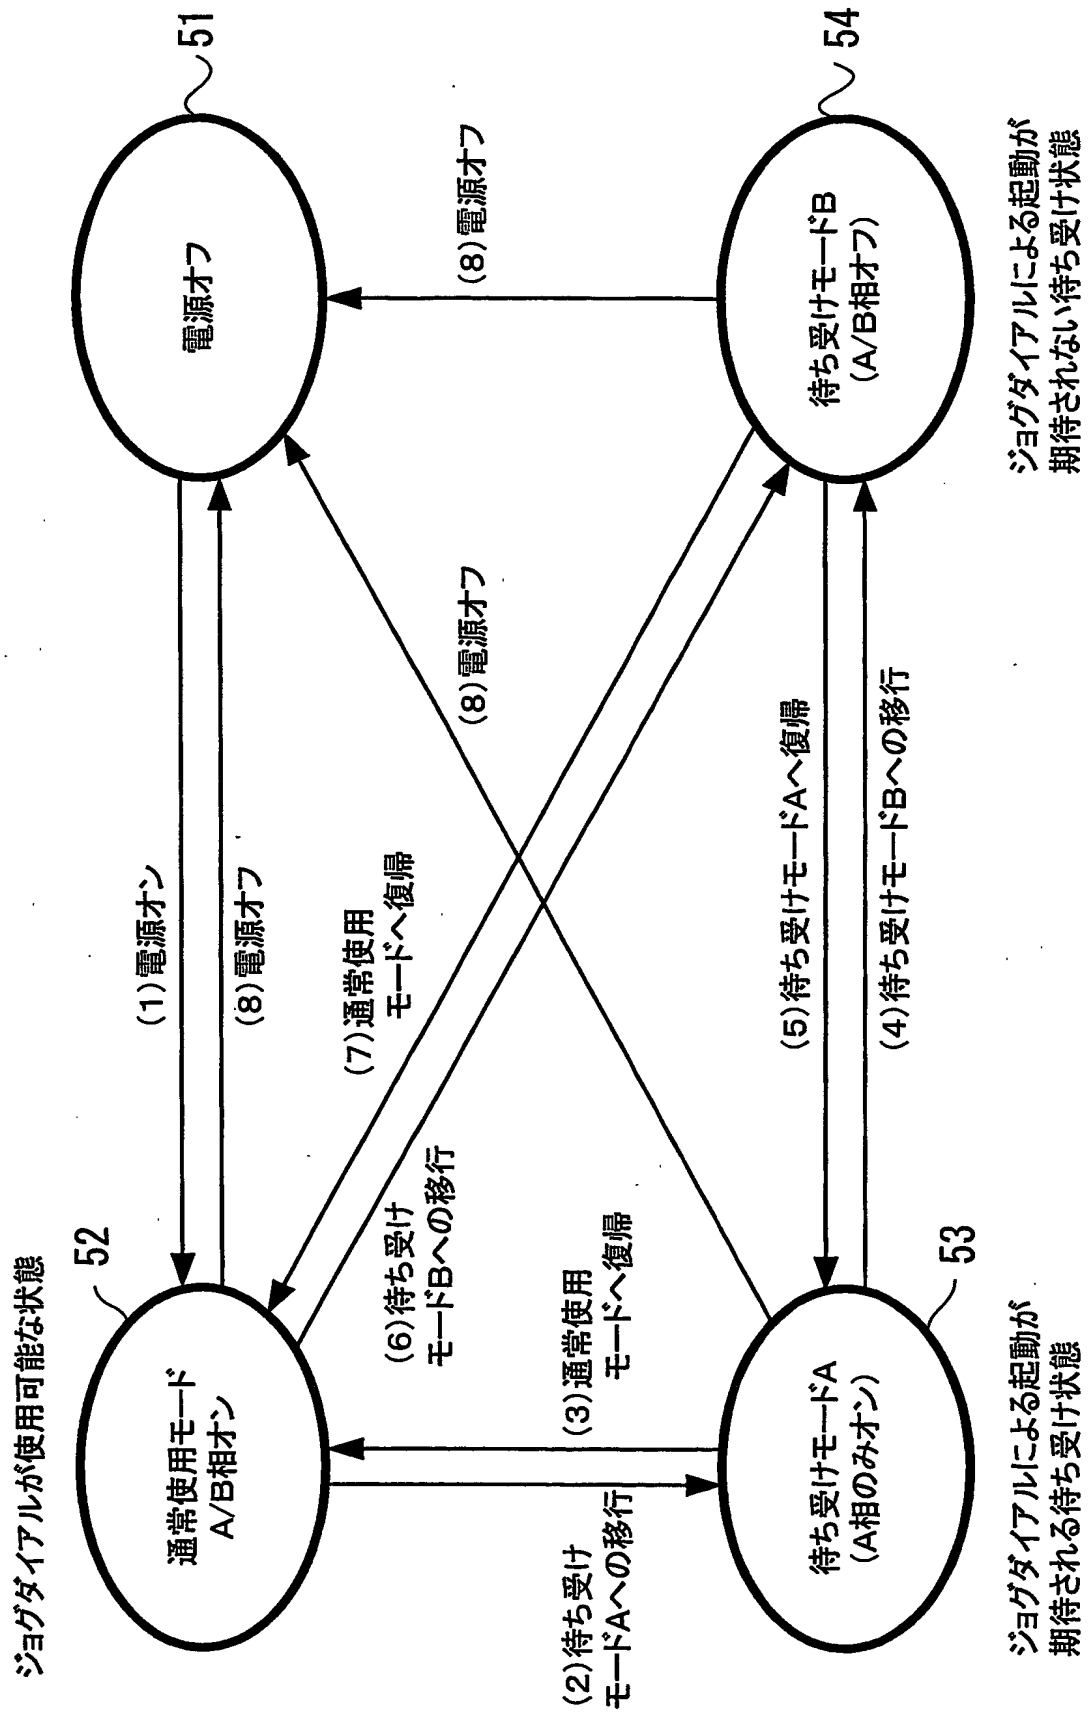 ジョグダイアルが使用可能な状態
52
通常使用モード
A/B相オン
(1)電源オン
(8)電源オフ
電源オフ
51
(2)待ち受け
モードAへの移行
(3)通常使用
モードへ復帰
(6)待ち受け
モードBへの移行
(7)通常使用
モードへ復帰
(8)電源オフ
(8)電源オフ
待ち受けモードA
(A相のみオン)
53
(5)待ち受けモードAへ復帰
(4)待ち受けモードBへの移行
待ち受けモードB
(A/B相オフ)
54
ジョグダイアルによる起動が
期待される待ち受け状態
ジョグダイアルによる起動が
期待されない待ち受け状態